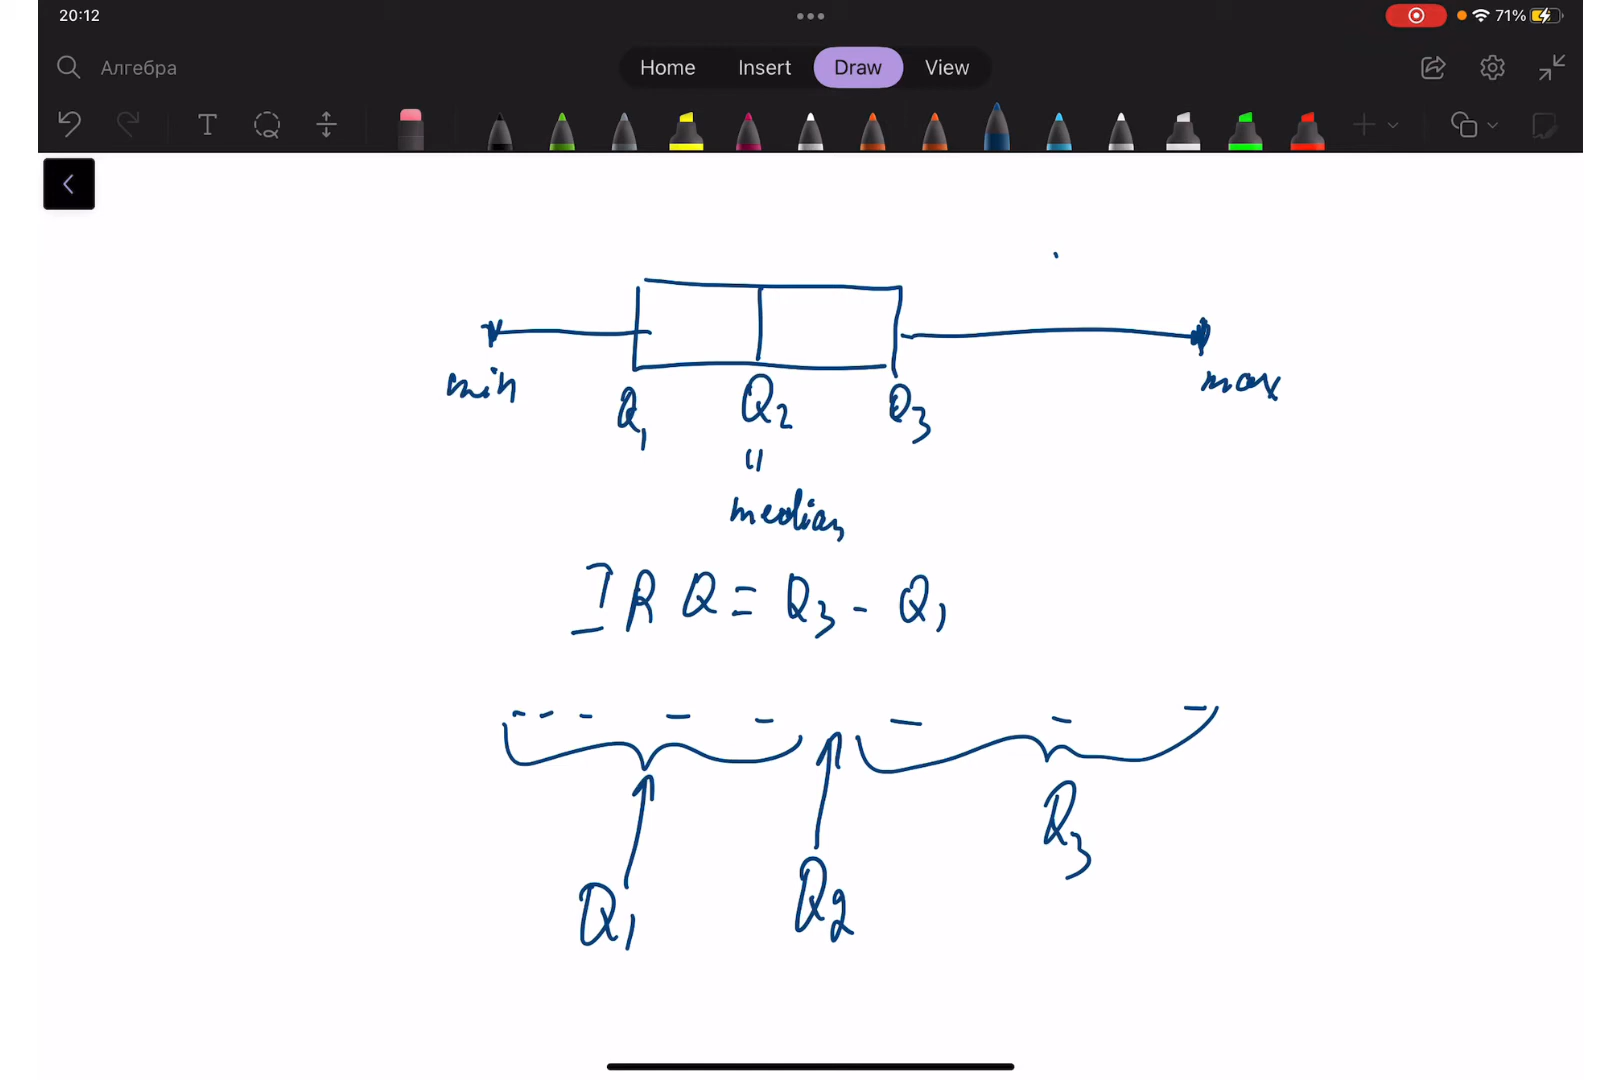 20:12
71%
Алгебра
Home Insert Draw View
T
min Q1 Q2 Q3 max
"
median
IRQ = Q3 - Q1
Q3
Q1 Q2